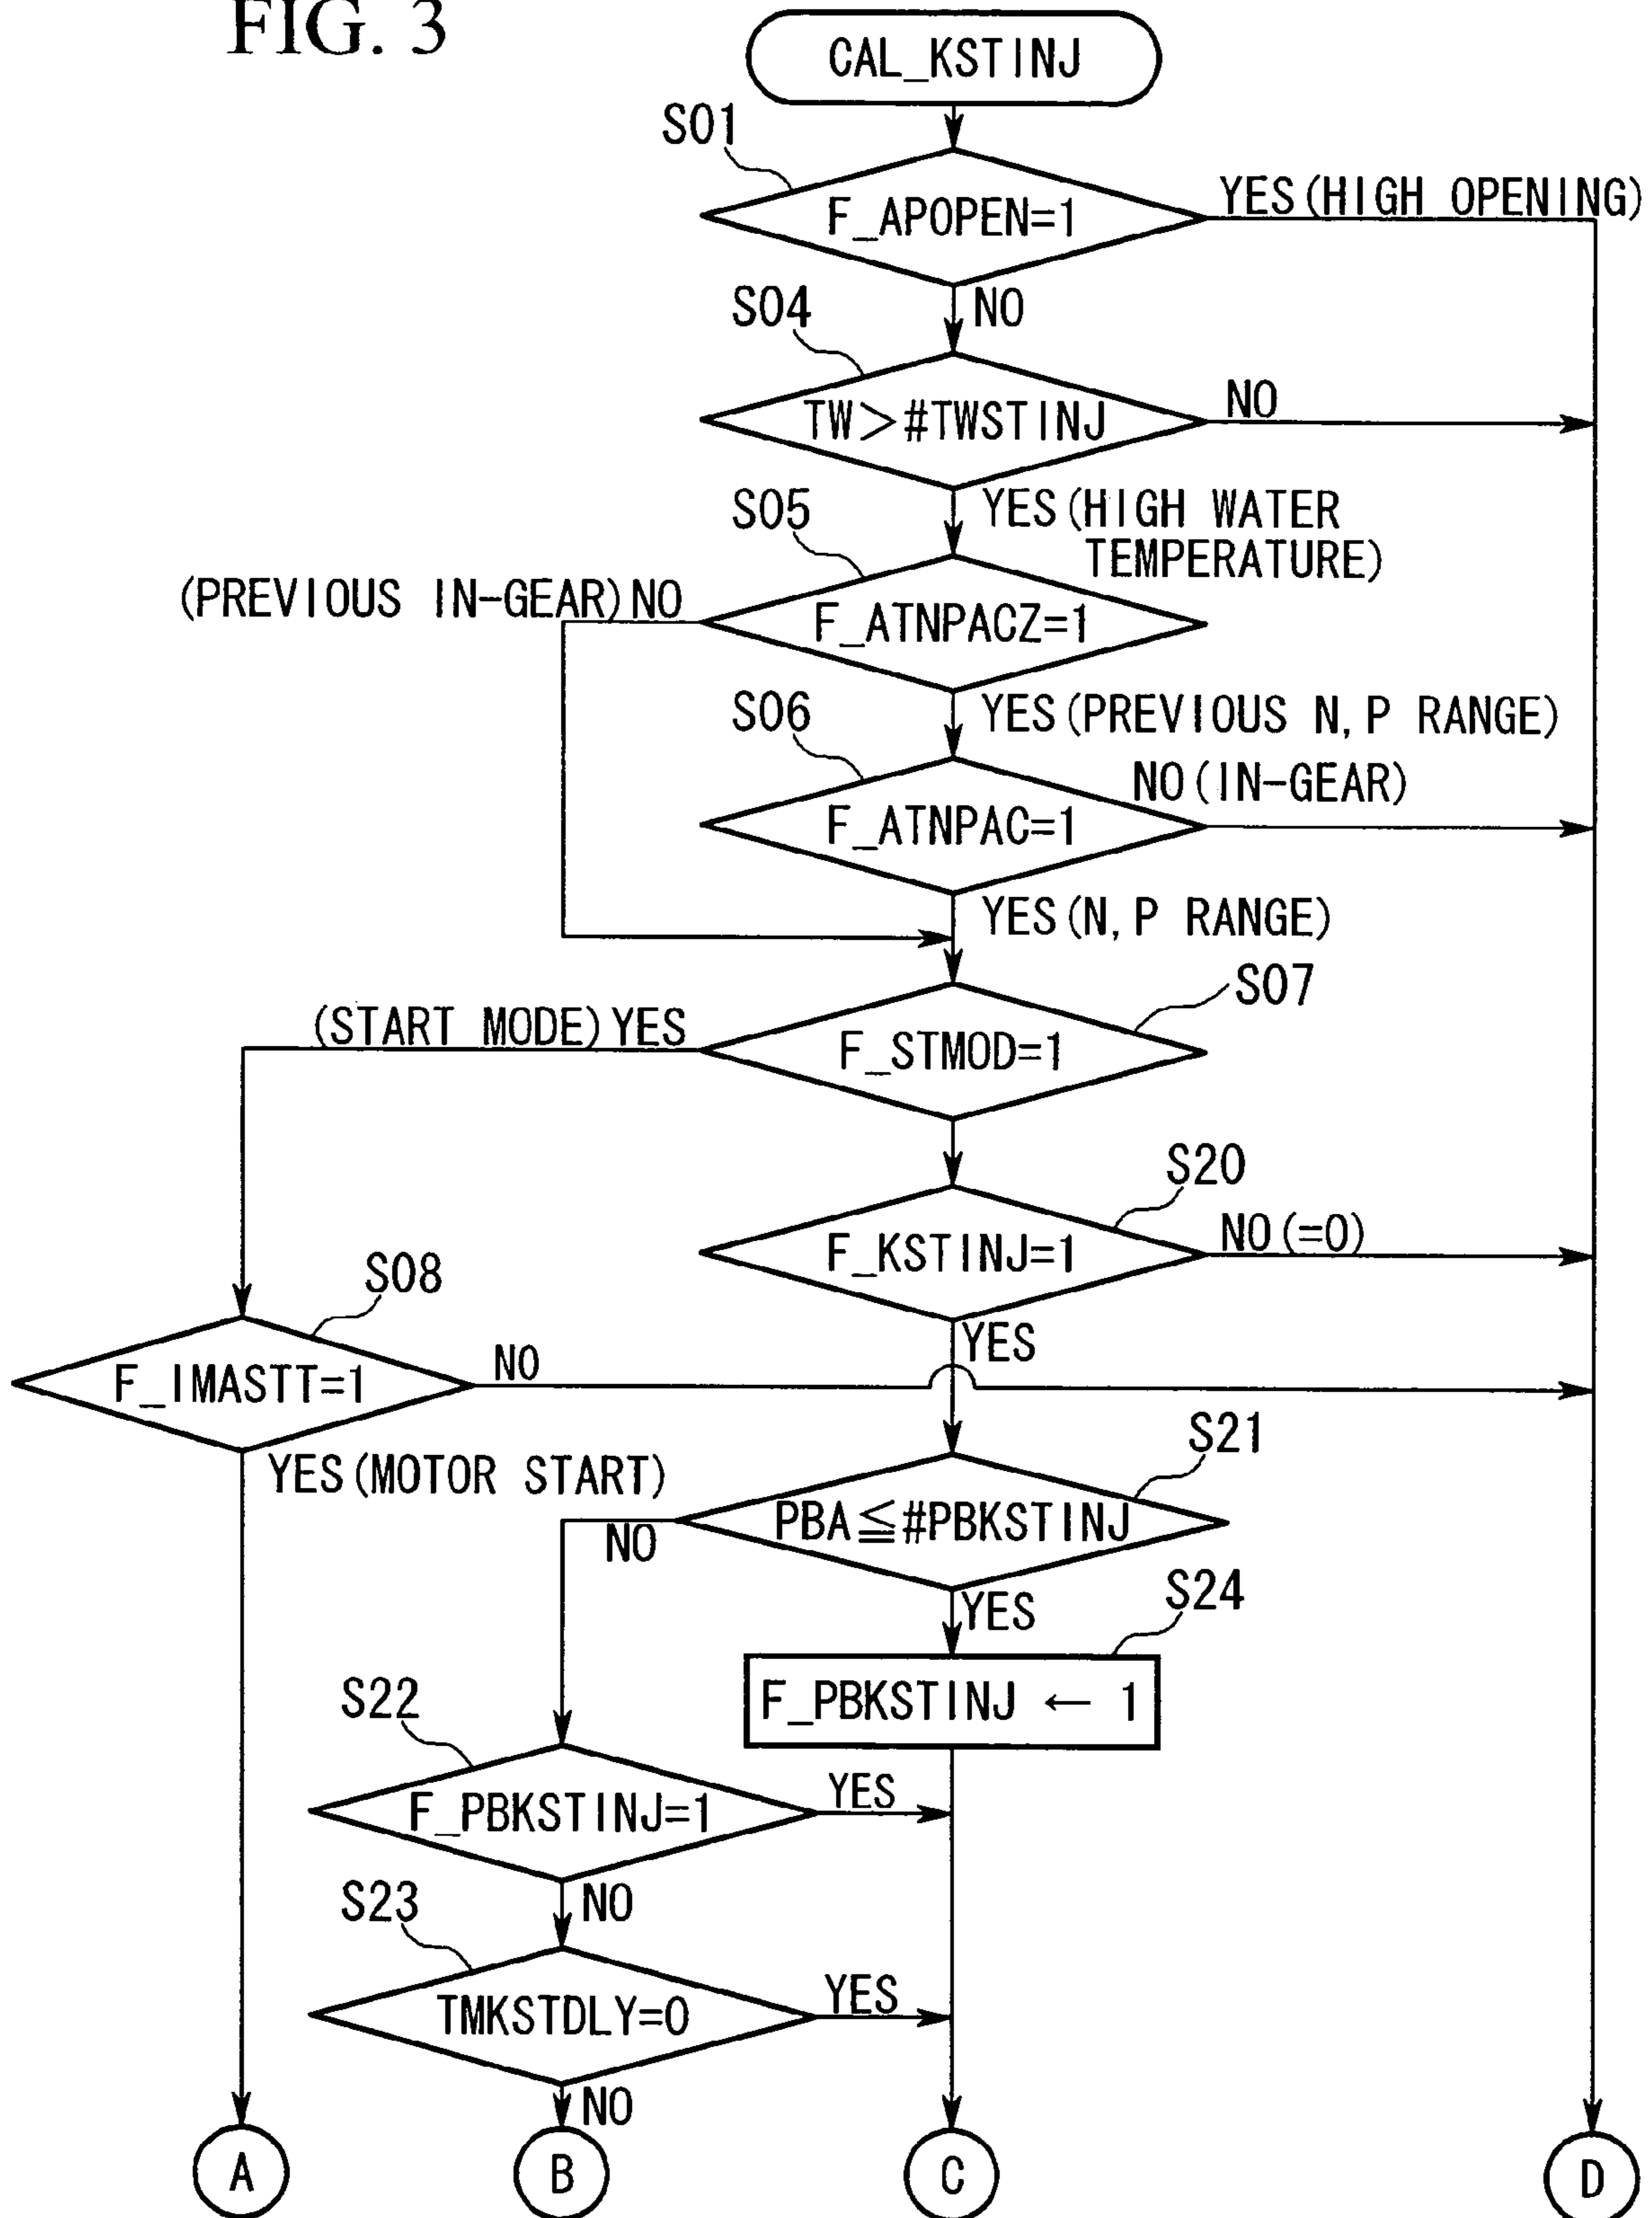 FIG. 3
CAL_KSTINJ
S01
F_APOPEN=1
YES(HIGH OPENING)
NO
S04
TW>#TWSTINJ
NO
YES(HIGH WATER
TEMPERATURE)
S05
(PREVIOUS IN-GEAR)NO
F_ATNPACZ=1
YES(PREVIOUS N,P RANGE)
S06
F_ATNPAC=1
NO(IN-GEAR)
YES(N,P RANGE)
S07
(START MODE)YES
F_STMOD=1
S20
F_KSTINJ=1
NO(=0)
YES
S08
F_IMASTT=1
NO
YES(MOTOR START)
S21
PBA≦#PBKSTINJ
NO
YES
S24
F_PBKSTINJ ← 1
S22
F_PBKSTINJ=1
YES
NO
S23
TMKSTDLY=0
YES
NO
A
B
C
D